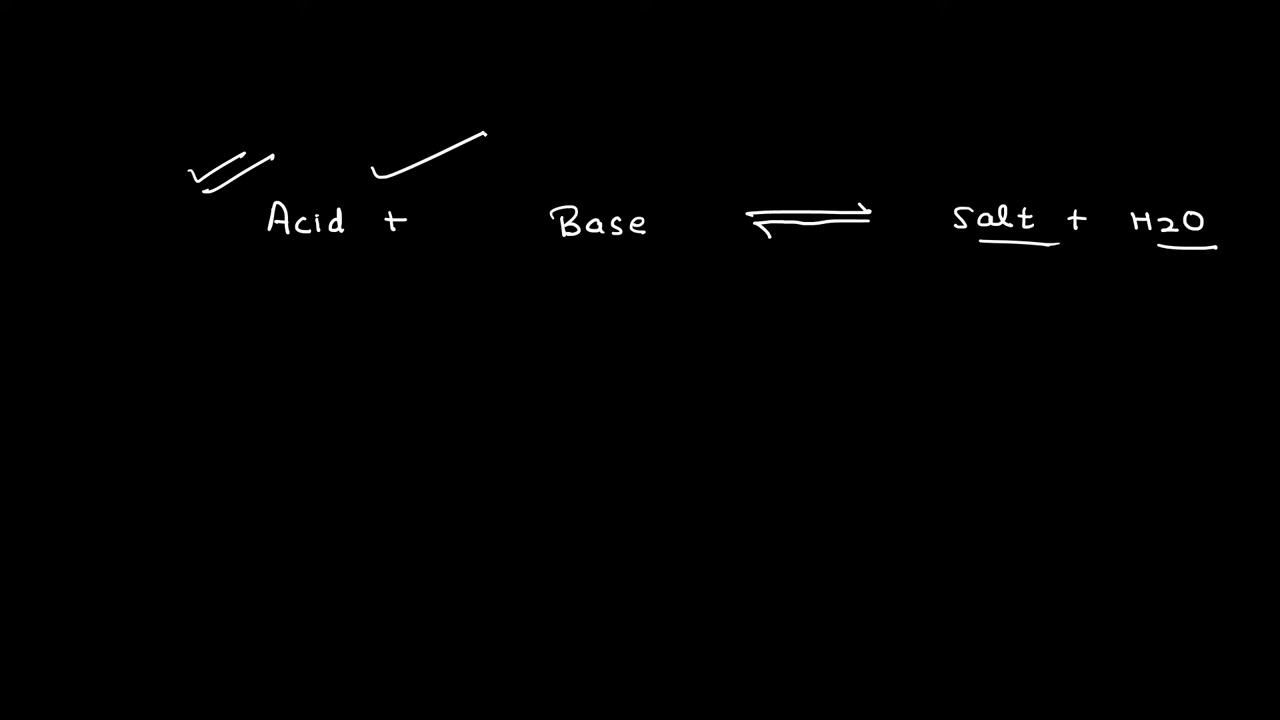 Acid + Base ⇌ Salt + H2O